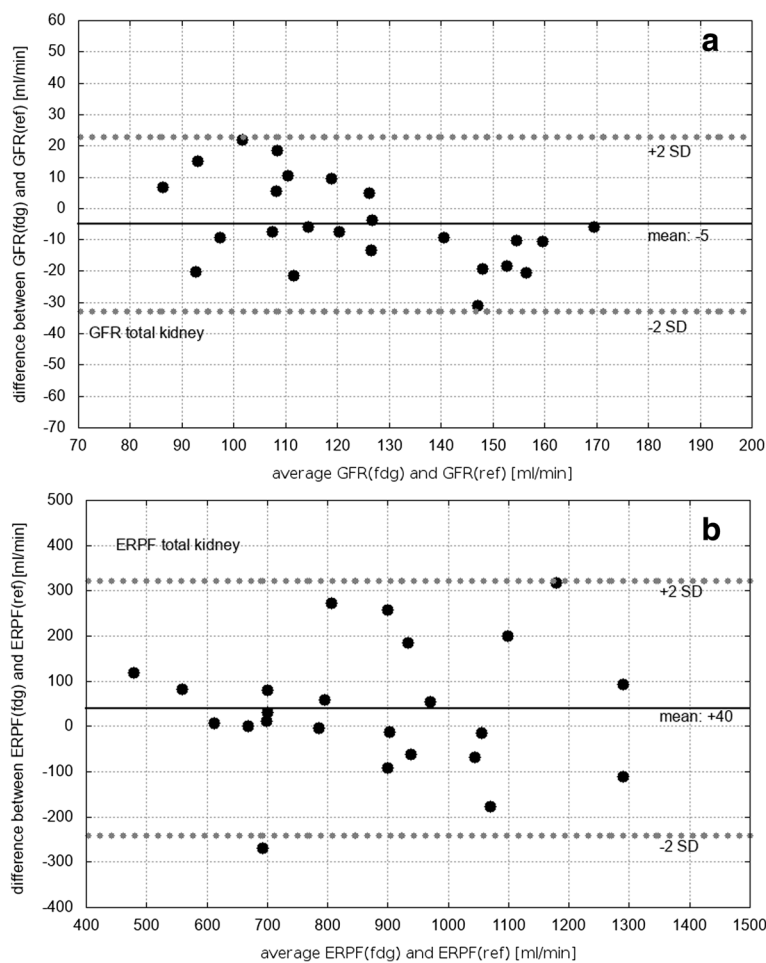 a
60
50
40
30
20
10
0
-10
-20
-30
-40
-50
-60
-70
difference between GFR(fdg) and GFR(ref) [ml/min]
+2 SD
mean: -5
-2 SD
GFR total kidney
70 80 90 100 110 120 130 140 150 160 170 180 190 200
average GFR(fdg) and GFR(ref) [ml/min]
b
500
400
300
200
100
0
-100
-200
-300
-400
difference between ERPF(fdg) and ERPF(ref) [ml/min]
ERPF total kidney
+2 SD
mean: +40
-2 SD
400 500 600 700 800 900 1000 1100 1200 1300 1400 1500
average ERPF(fdg) and ERPF(ref) [ml/min]